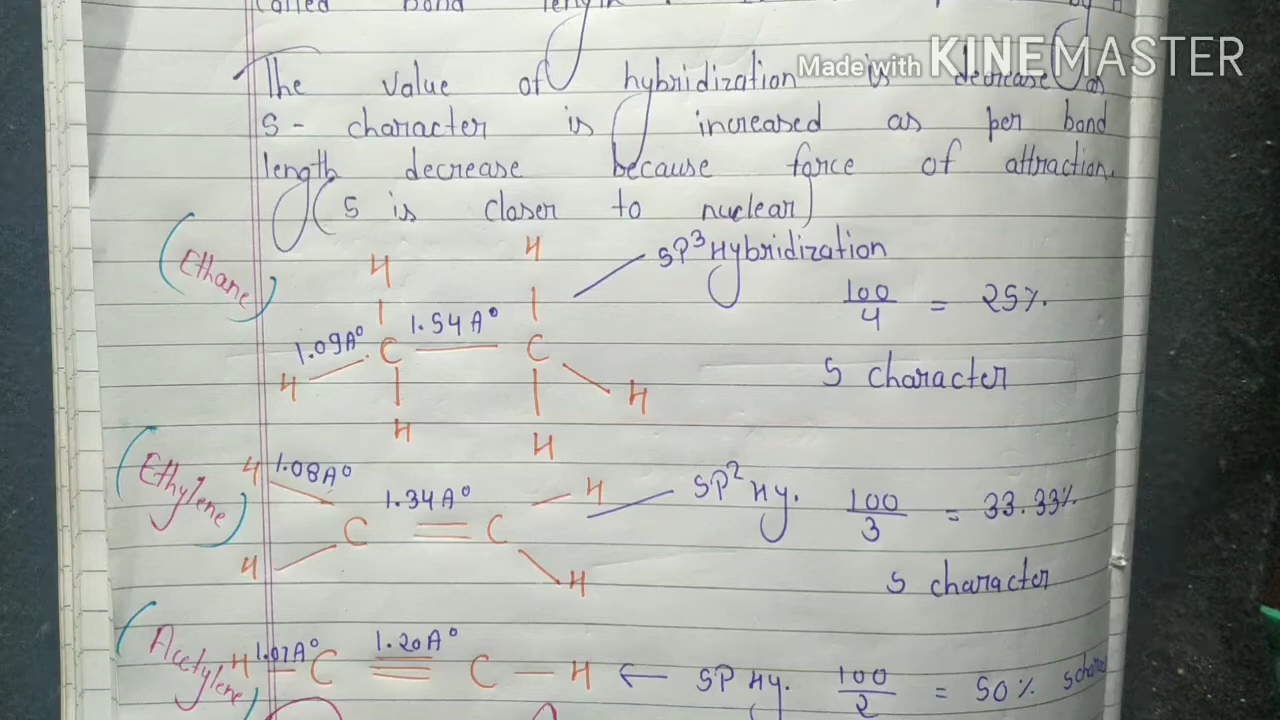 called bond length
Made with KINEMASTER
The value of hybridization is decrease as
S- character is increased as per bond
length decrease because force of attraction.
(S is closer to nuclear)
(Ethane)
H H
SP³ Hybridization
100/4 = 25%.
1.09A° 1.54A°
H C C H
S character
H H
(Ethylene)
H 1.08A° 1.34A° H
SP² Hy. 100/3 = 33.33%
C = C
H H
S character
(Acetylene)
H 1.20A°
C ≡ C - H ← SP Hy. 100/2 = 50%